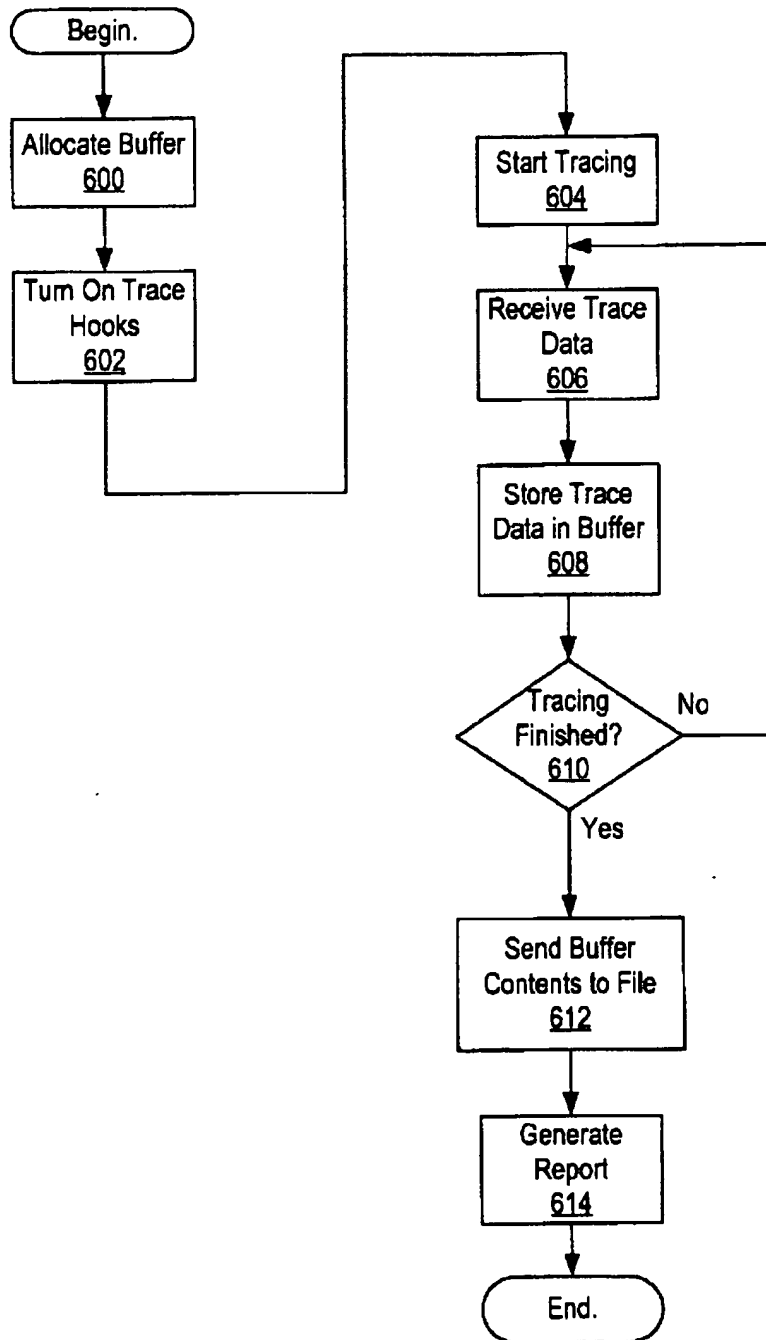 Begin.
Allocate Buffer
600
Turn On Trace
Hooks
602
Start Tracing
604
Receive Trace
Data
606
Store Trace
Data in Buffer
608
Tracing
Finished?
610
No
Yes
Send Buffer
Contents to File
612
Generate
Report
614
End.